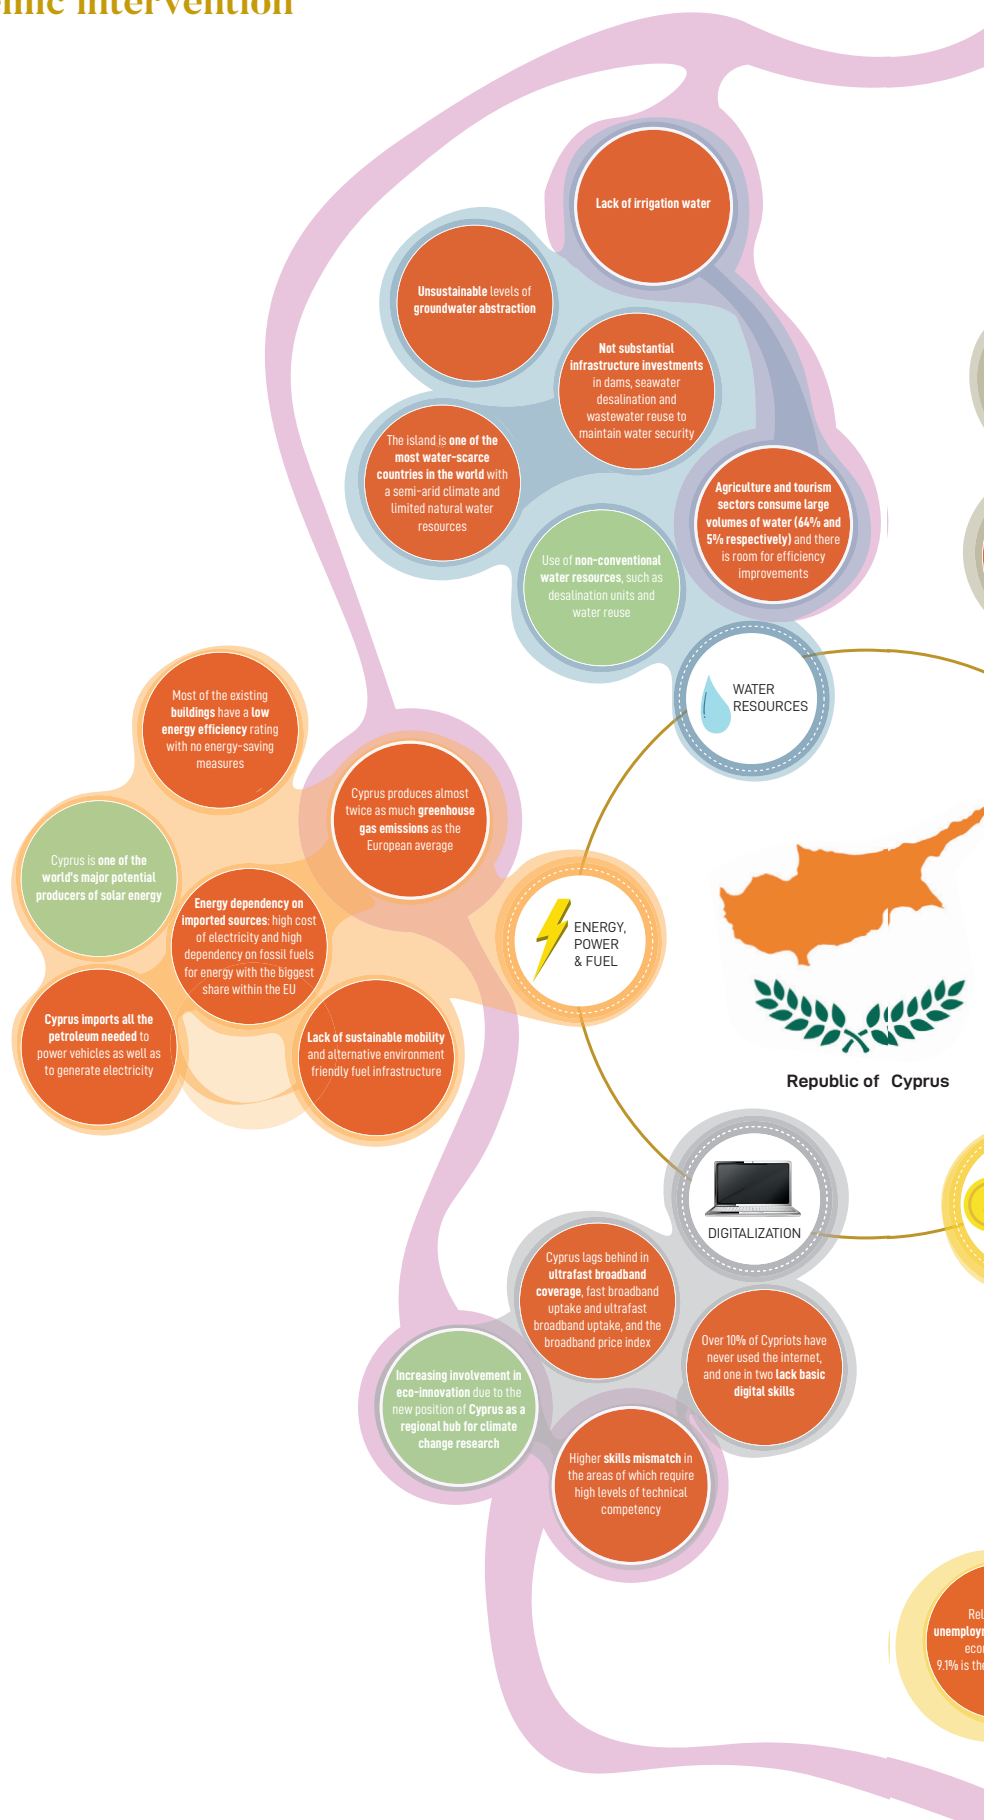 intervention
Lack of irrigation water
Unsustainable levels of
groundwater abstraction
Not substantial
infrastructure investments
in dams, seawater
desalination and
wastewater reuse to
maintain water security
The island is one of the
most water-scarce
countries in the world with
a semi-arid climate and
limited natural water
resources
Agriculture and tourism
sectors consume large
volumes of water (64% and
5% respectively) and there
is room for efficiency
improvements
Use of non-conventional
water resources, such as
desalination units and
water reuse
WATER
RESOURCES
Most of the existing
buildings have a low
energy efficiency rating
with no energy-saving
measures
Cyprus produces almost
twice as much greenhouse
gas emissions as the
European average
Cyprus is one of the
world's major potential
producers of solar energy
Energy dependency on
imported sources: high cost
of electricity and high
dependency on fossil fuels
for energy with the biggest
share within the EU
ENERGY,
POWER
& FUEL
Cyprus imports all the
petroleum needed to
power vehicles as well as
to generate electricity
Lack of sustainable mobility
and alternative environment
friendly fuel infrastructure
Republic of Cyprus
DIGITALIZATION
Cyprus lags behind in
ultrafast broadband
coverage, fast broadband
uptake and ultrafast
broadband uptake, and the
broadband price index
Over 10% of Cypriots have
never used the internet,
and one in two lack basic
digital skills
Increasing involvement in
eco-innovation due to the
new position of Cyprus as a
regional hub for climate
change research
Higher skills mismatch in
the areas of which require
high levels of technical
competency
9.1% is the